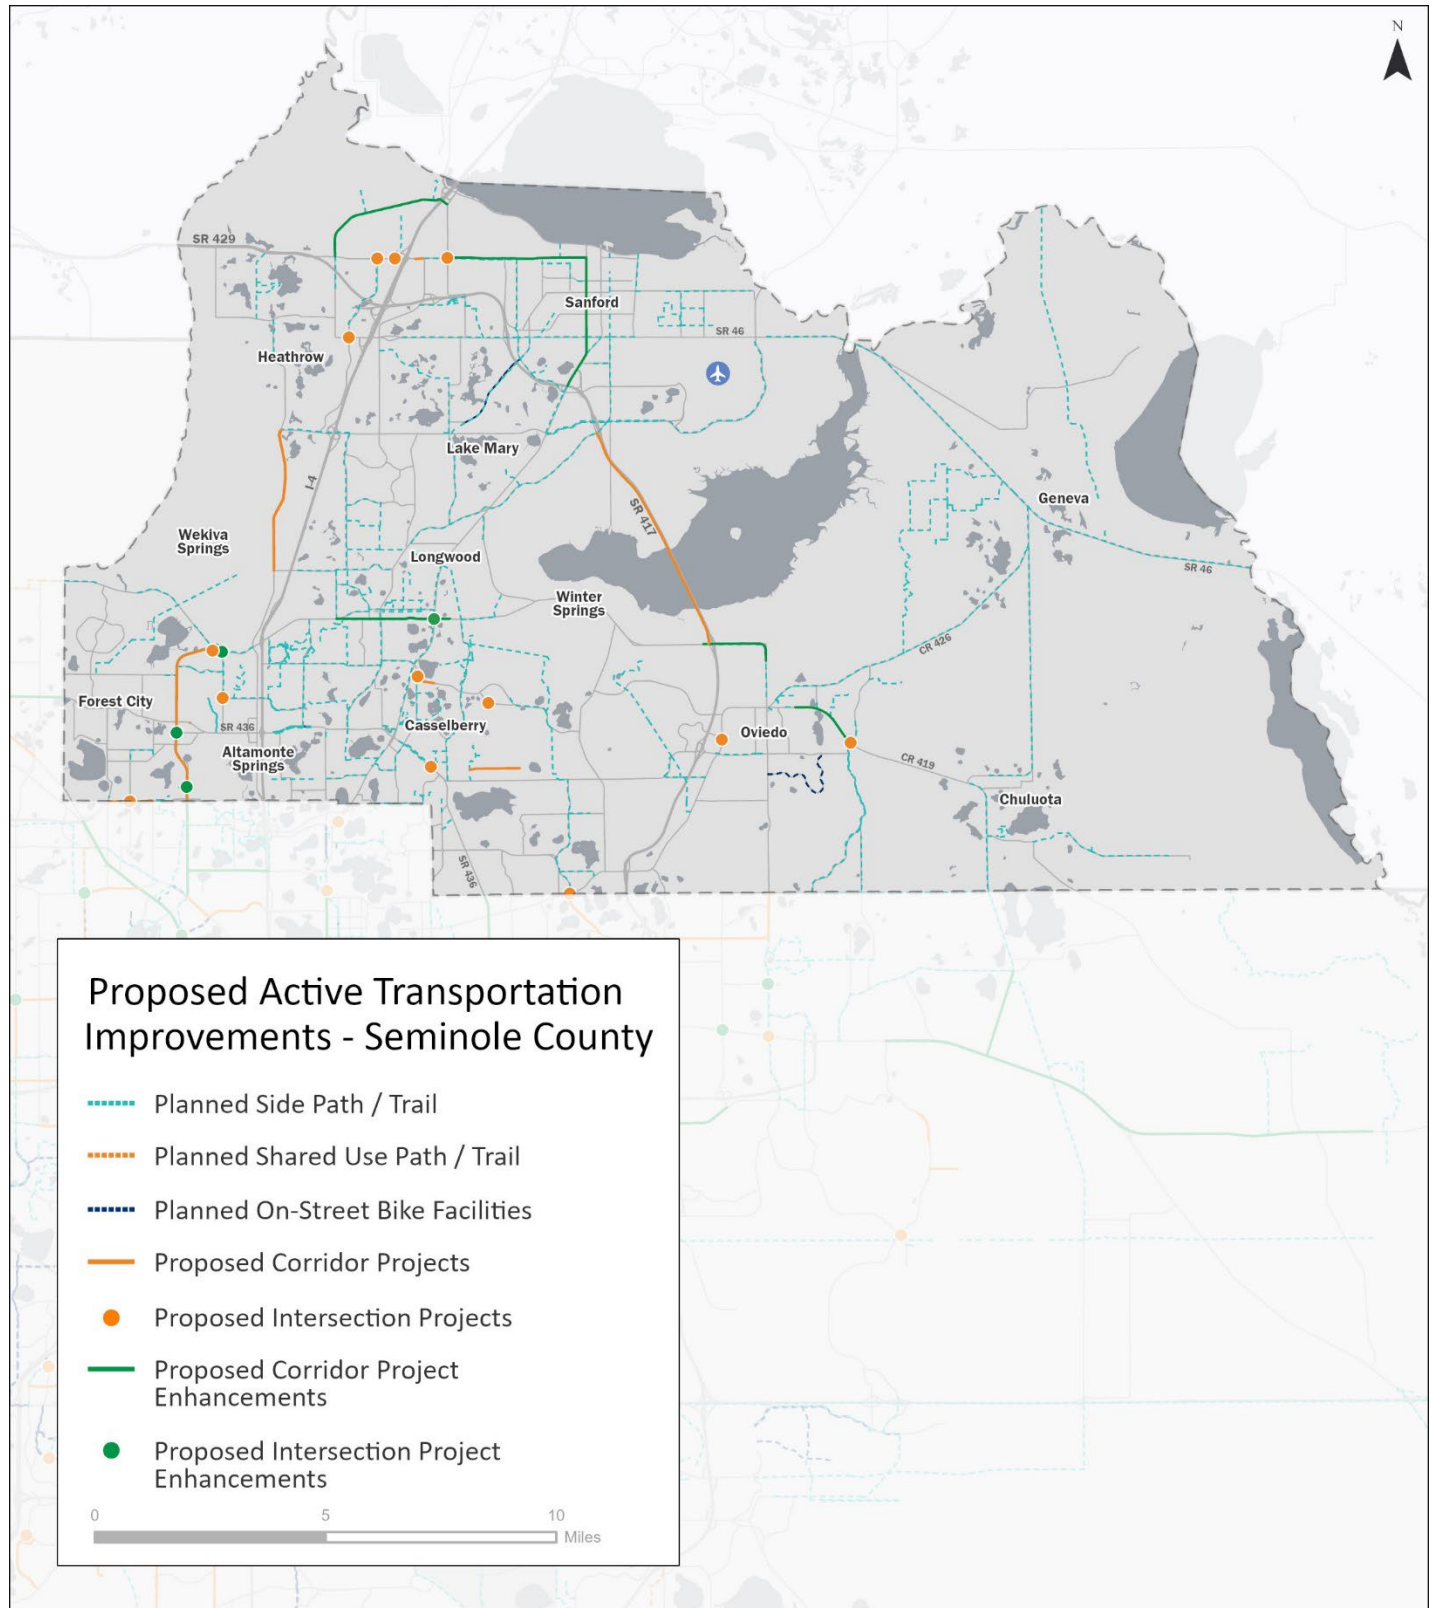 N
SR 429
Sanford
SR 46
Heathrow
Lake Mary
I-4
SR 417
Geneva
Wekiva
Springs
Longwood
SR 46
Winter
Springs
CR 426
Forest City
SR 436
Casselberry
Oviedo
Altamonte
Springs
CR 419
Chuluota
SR 436
Proposed Active Transportation
Improvements - Seminole County
Planned Side Path / Trail
Planned Shared Use Path / Trail
Planned On-Street Bike Facilities
Proposed Corridor Projects
Proposed Intersection Projects
Proposed Corridor Project
Enhancements
Proposed Intersection Project
Enhancements
0 5 10
Miles